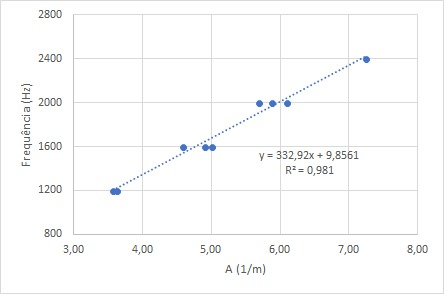 2800
2400
2000
1600
1200
800
Frequência (Hz)
y = 332,92x + 9,8561
R² = 0,981
3,00 4,00 5,00 6,00 7,00 8,00
A (1/m)